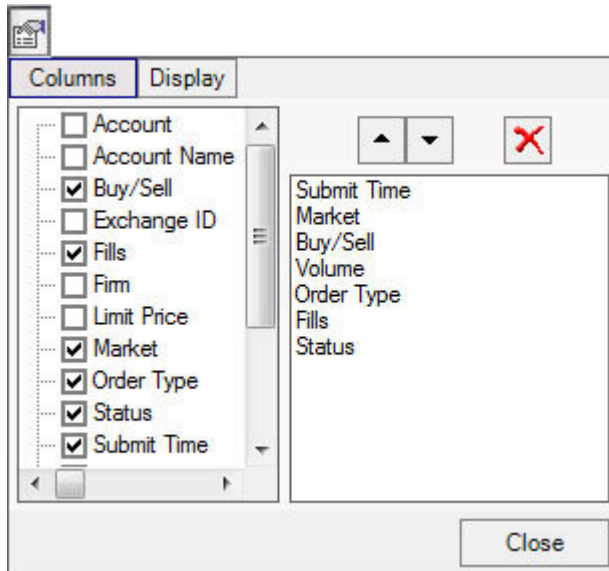 Columns Display
Account
Account Name
Buy/Sell
Exchange ID
Fills
Firm
Limit Price
Market
Order Type
Status
Submit Time
Submit Time
Market
Buy/Sell
Volume
Order Type
Fills
Status
Close